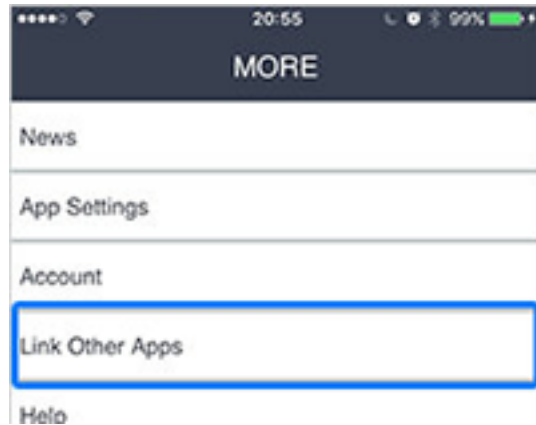 20:55 99%
MORE
News
App Settings
Account
Link Other Apps
Help